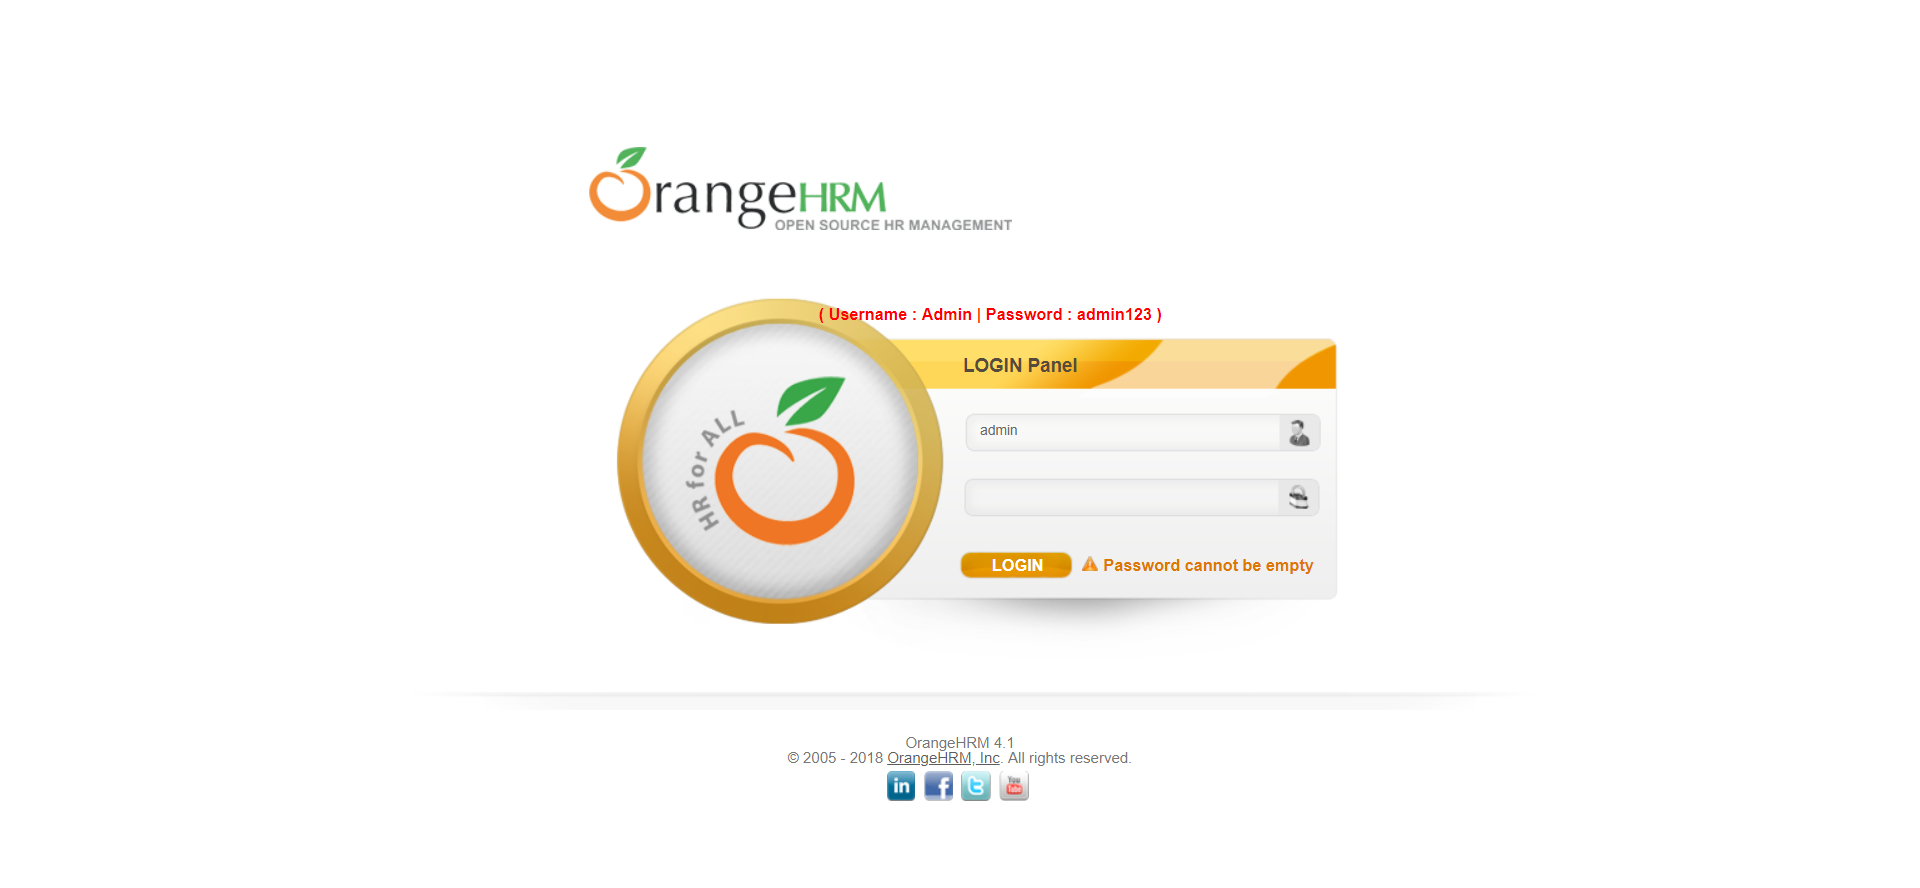 OrangeHRM
OPEN SOURCE HR MANAGEMENT
( Username : Admin | Password : admin123 )
LOGIN Panel
HR for ALL
admin
LOGIN
Password cannot be empty
OrangeHRM 4.1
© 2005 - 2018 OrangeHRM, Inc. All rights reserved.
in f t You Tube